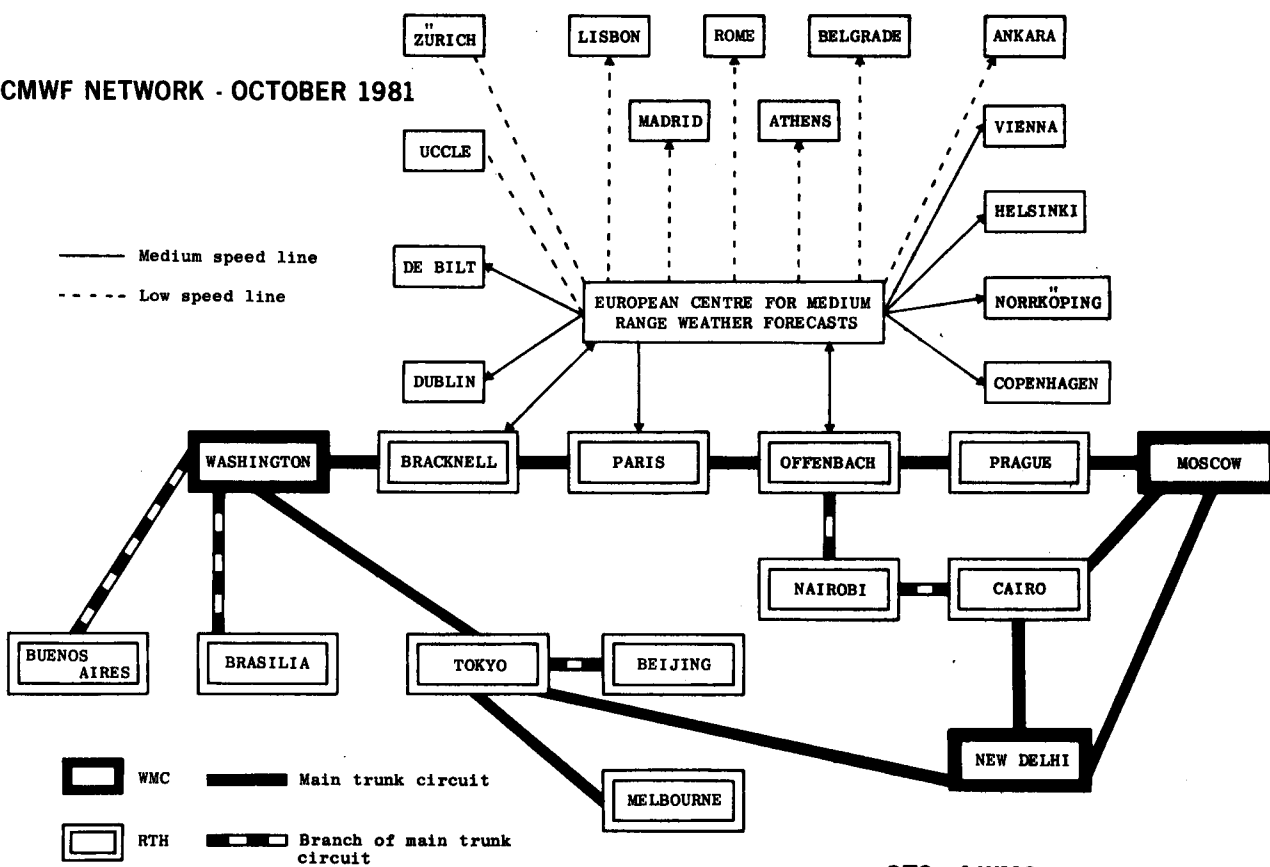 ZÜRICH
LISBON
ROME
BELGRADE
ANKARA
CMWF NETWORK - OCTOBER 1981
MADRID
ATHENS
VIENNA
UCCLE
HELSINKI
Medium speed line
DE BILT
Low speed line
EUROPEAN CENTRE FOR MEDIUM
RANGE WEATHER FORECASTS
NORRKÖPING
DUBLIN
COPENHAGEN
WASHINGTON
BRACKNELL
PARIS
OFFENBACH
PRAGUE
MOSCOW
NAIROBI
CAIRO
BUENOS
AIRES
BRASILIA
TOKYO
BEIJING
NEW DELHI
WMC
Main trunk circuit
MELBOURNE
RTH
Branch of main trunk
circuit